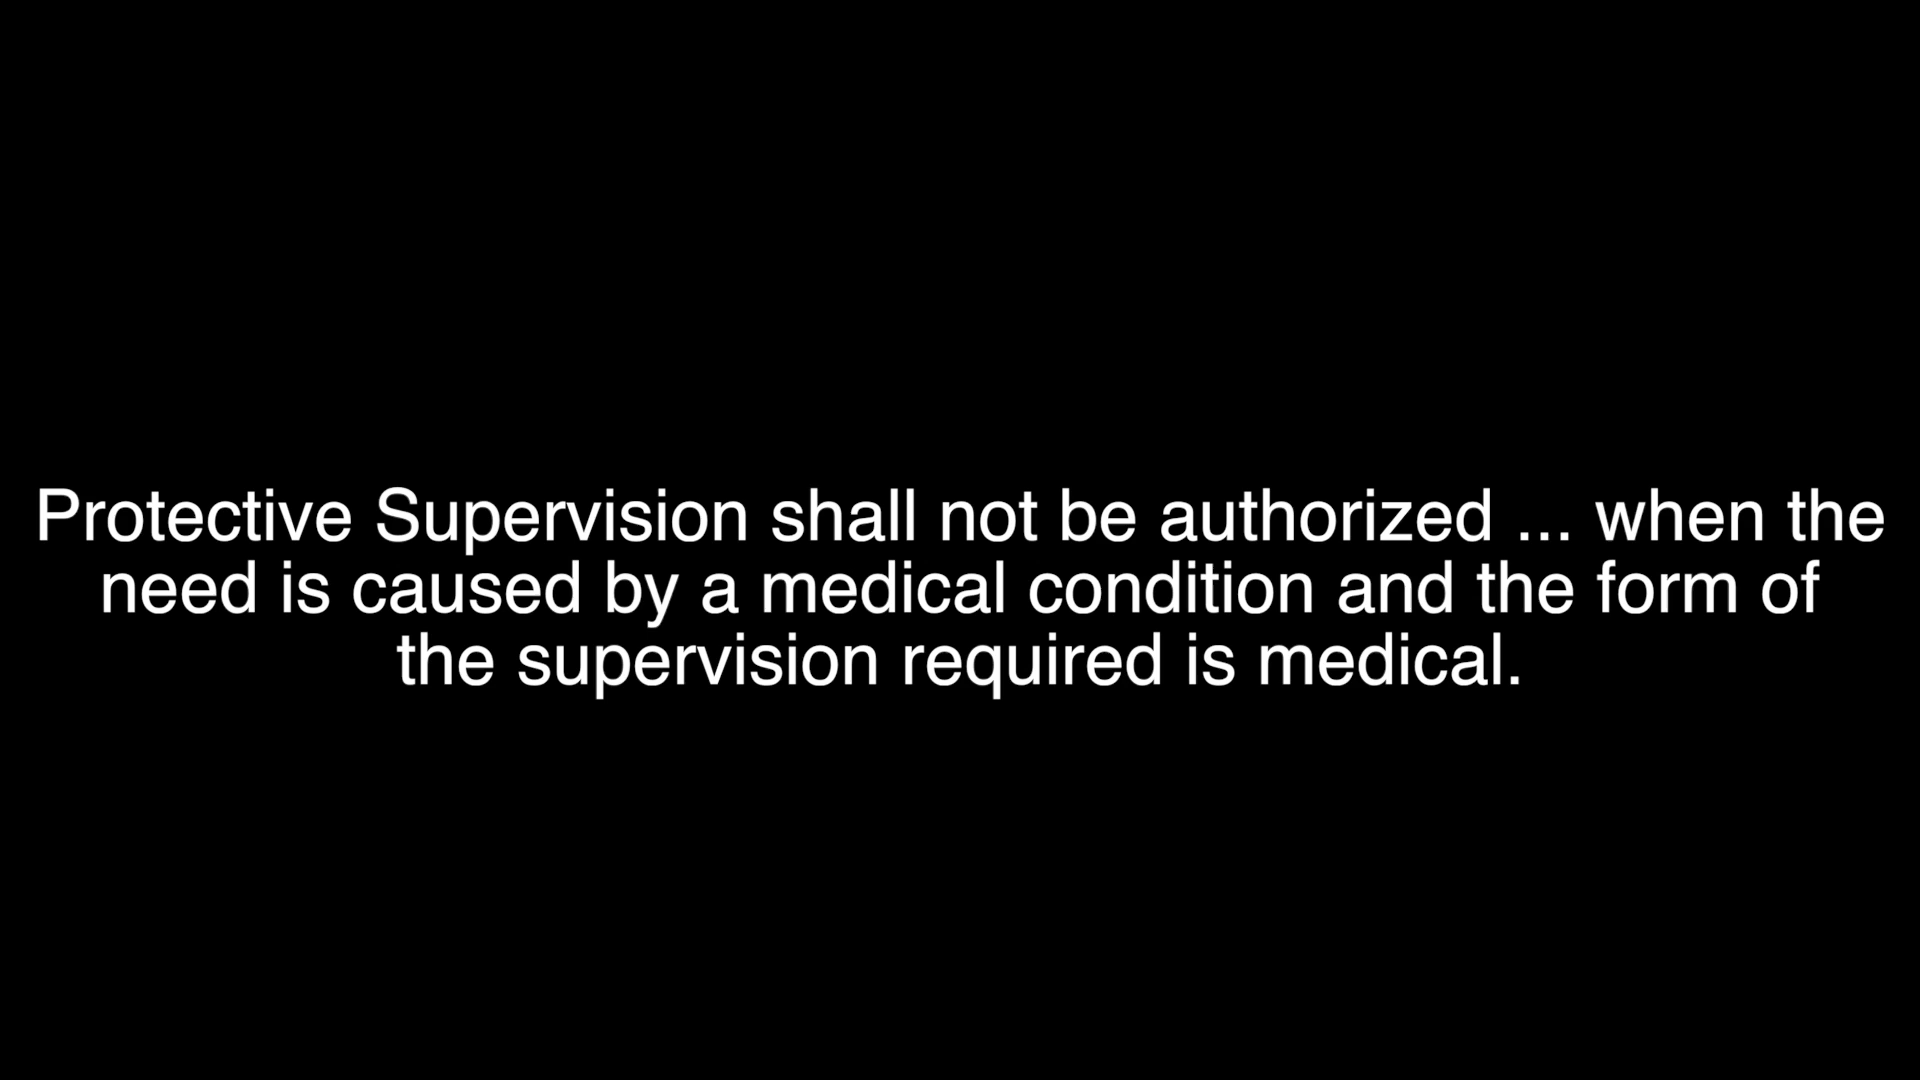 Protective Supervision shall not be authorized ... when the
need is caused by a medical condition and the form of
the supervision required is medical.